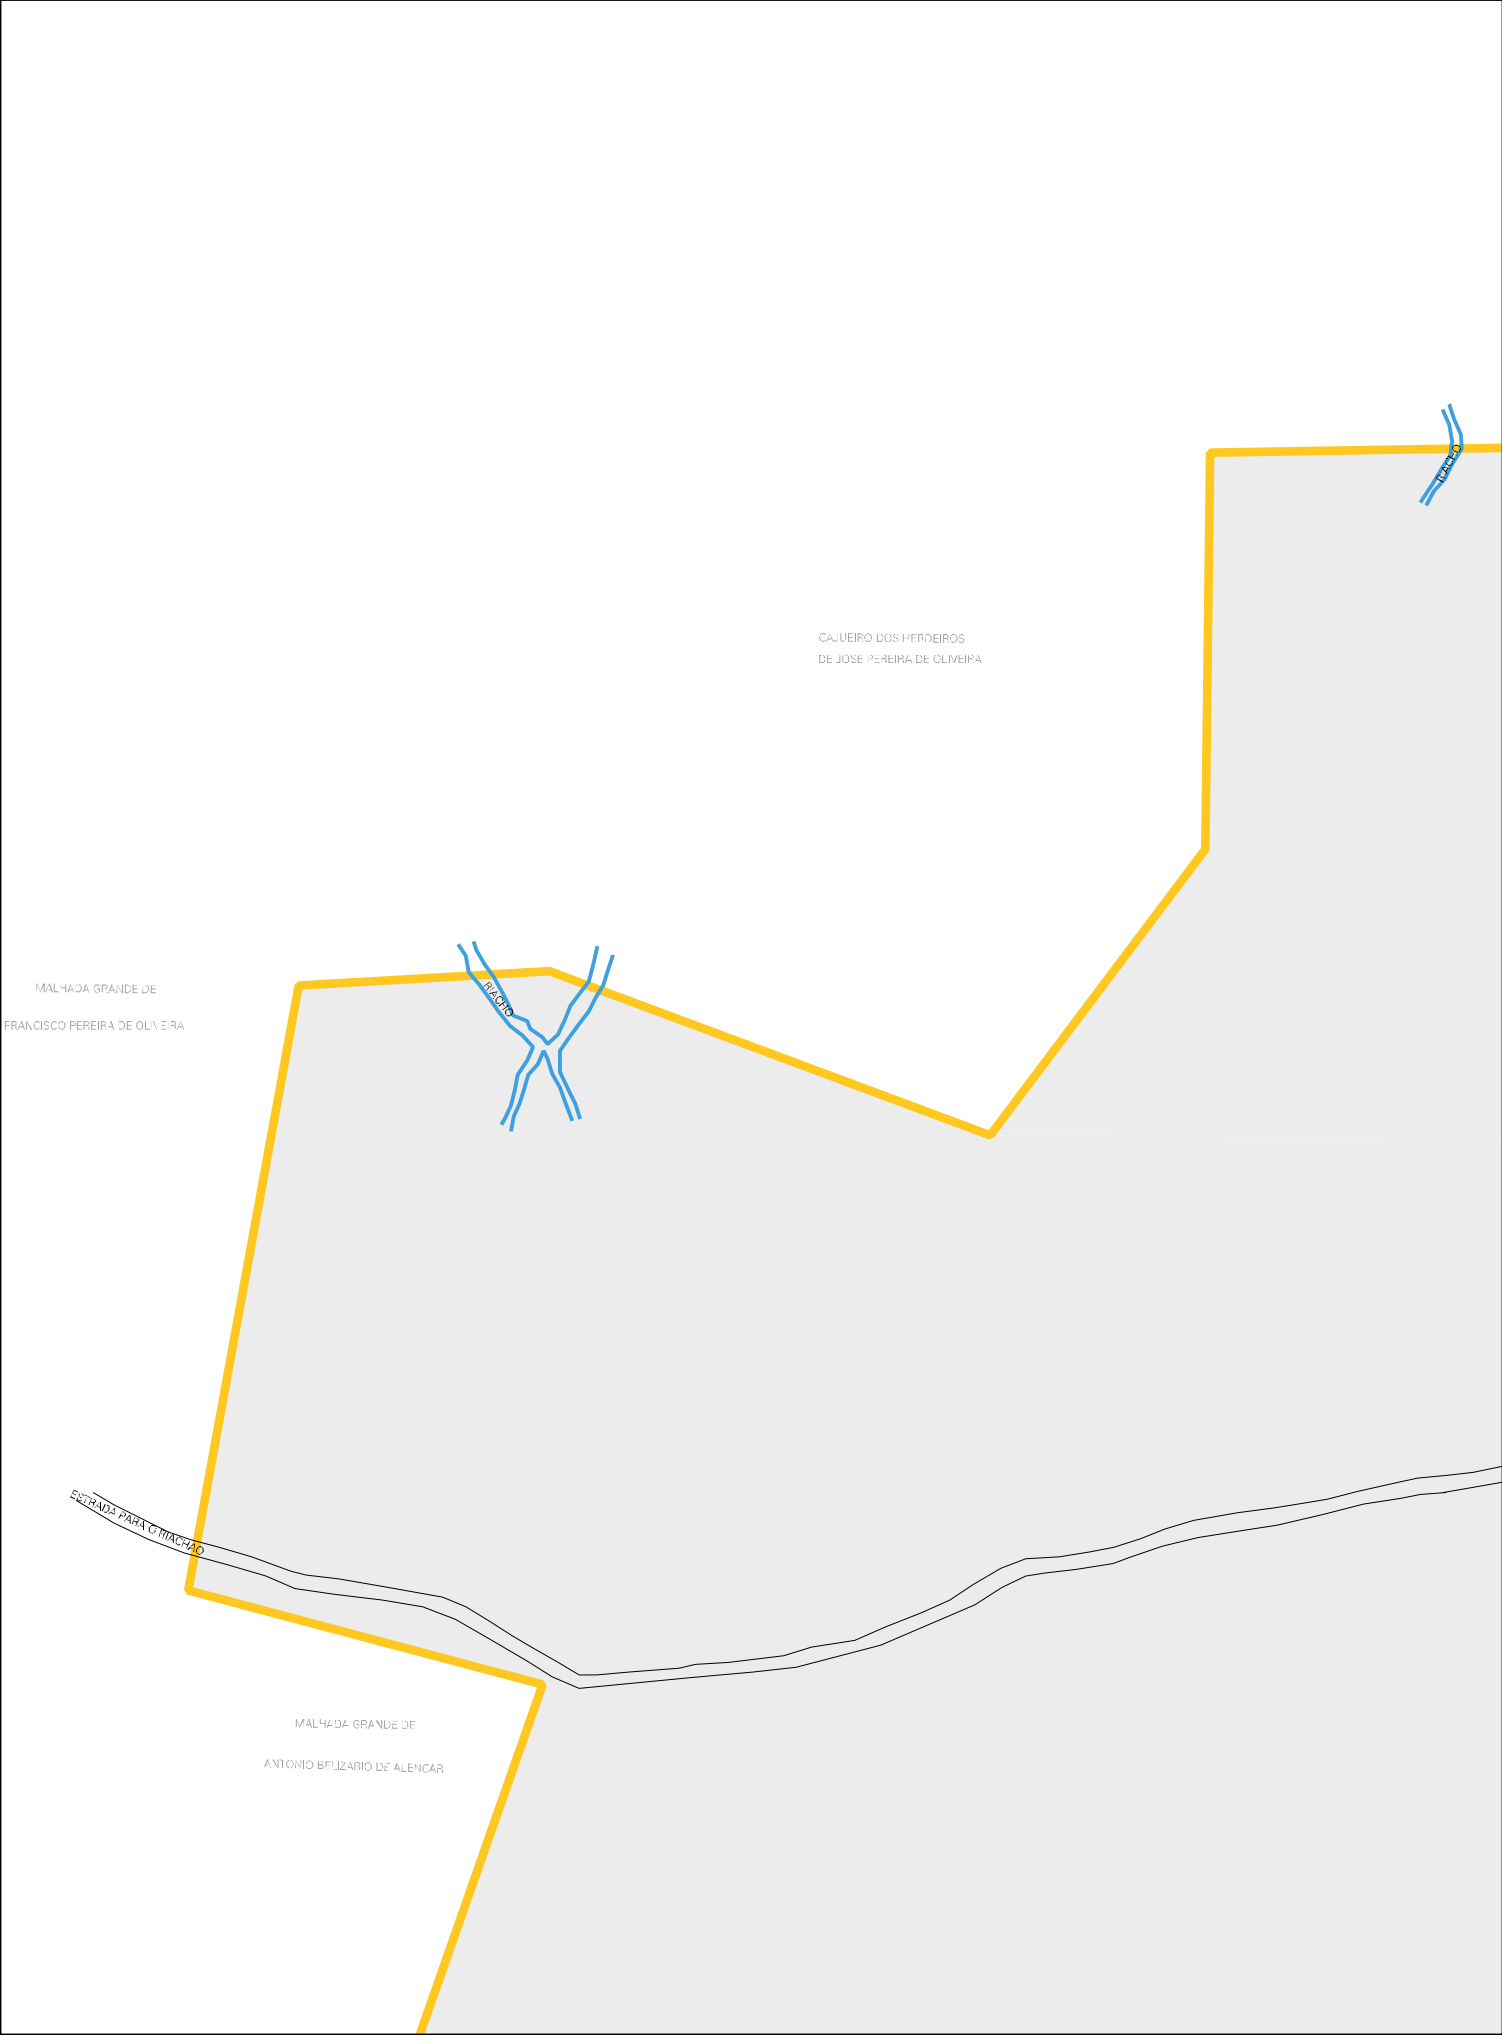 RIACHO
CAJUEIRO DOS HERDEIROS
DE JOSE PEREIRA DE OLIVEIRA
MALHADA GRANDE DE
FRANCISCO PEREIRA DE OLIVEIRA
RIACHO
ESTRADA PARA O RIACHAO
MALHADA GRANDE DE
ANTONIO BELIZARIO DE ALENCAR